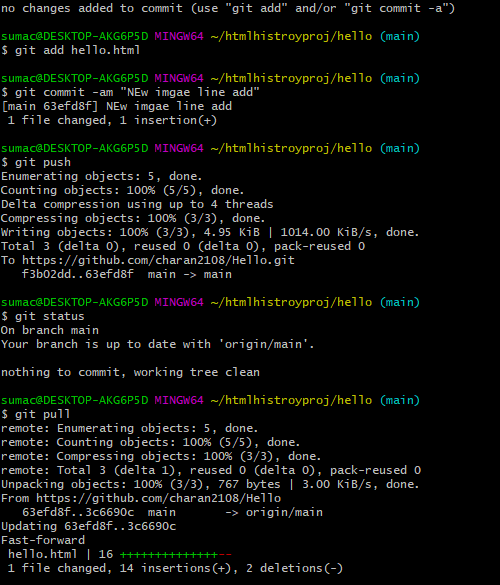 no changes added to commit (use "git add" and/or "git commit -a")
sumac@DESKTOP-AKG6P5D MINGW64 ~/htmlhistroyproj/hello (main)
$ git add hello.html
sumac@DESKTOP-AKG6P5D MINGW64 ~/htmlhistroyproj/hello (main)
$ git commit -am "NEw imgae line add"
[main 63efd8f] NEw imgae line add
 1 file changed, 1 insertion(+)
sumac@DESKTOP-AKG6P5D MINGW64 ~/htmlhistroyproj/hello (main)
$ git push
Enumerating objects: 5, done.
Counting objects: 100% (5/5), done.
Delta compression using up to 4 threads
Compressing objects: 100% (3/3), done.
Writing objects: 100% (3/3), 4.95 KiB | 1014.00 KiB/s, done.
Total 3 (delta 0), reused 0 (delta 0), pack-reused 0
To https://github.com/charan2108/Hello.git
   f3b02dd..63efd8f  main -> main
sumac@DESKTOP-AKG6P5D MINGW64 ~/htmlhistroyproj/hello (main)
$ git status
On branch main
Your branch is up to date with 'origin/main'.
nothing to commit, working tree clean
sumac@DESKTOP-AKG6P5D MINGW64 ~/htmlhistroyproj/hello (main)
$ git pull
remote: Enumerating objects: 5, done.
remote: Counting objects: 100% (5/5), done.
remote: Compressing objects: 100% (3/3), done.
remote: Total 3 (delta 1), reused 0 (delta 0), pack-reused 0
Unpacking objects: 100% (3/3), 767 bytes | 3.00 KiB/s, done.
From https://github.com/charan2108/Hello
   63efd8f..3c6690c  main       -> origin/main
Updating 63efd8f..3c6690c
Fast-forward
 hello.html | 16 ++++++++++++++--
 1 file changed, 14 insertions(+), 2 deletions(-)